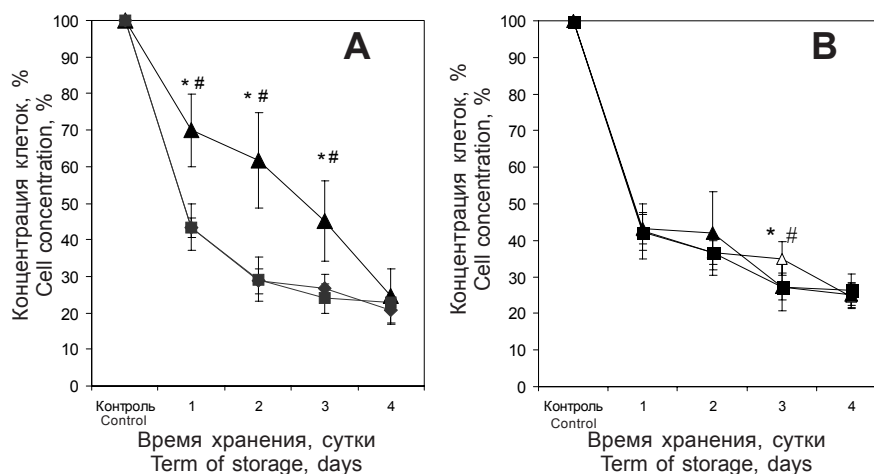 A
Концентрация клеток, %
Cell concentration, %
100
90
80
70
60
50
40
30
20
10
0
* #
* #
* #
Контроль 1 2 3 4
Control
Время хранения, сутки
Term of storage, days
B
Концентрация клеток, %
Cell concentration, %
100
90
80
70
60
50
40
30
20
10
0
* #
Контроль 1 2 3 4
Control
Время хранения, сутки
Term of storage, days